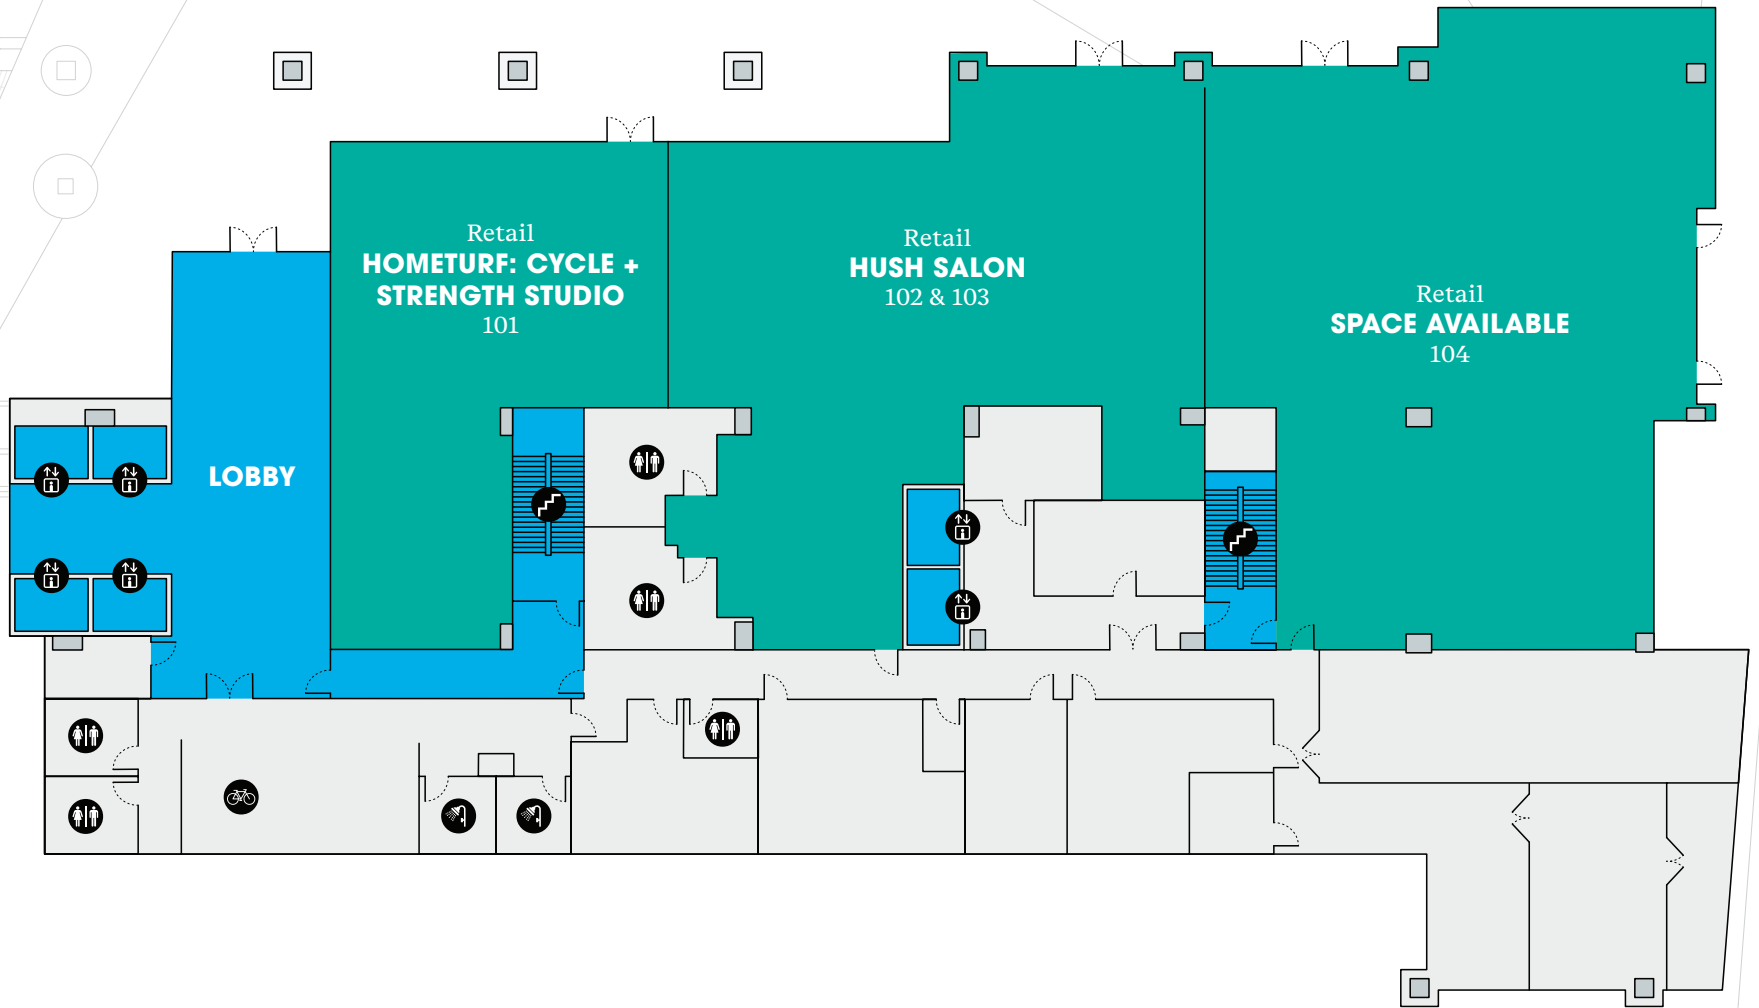 Retail
HOMETURF: CYCLE +
STRENGTH STUDIO
101
Retail
HUSH SALON
102 & 103
Retail
SPACE AVAILABLE
104
LOBBY